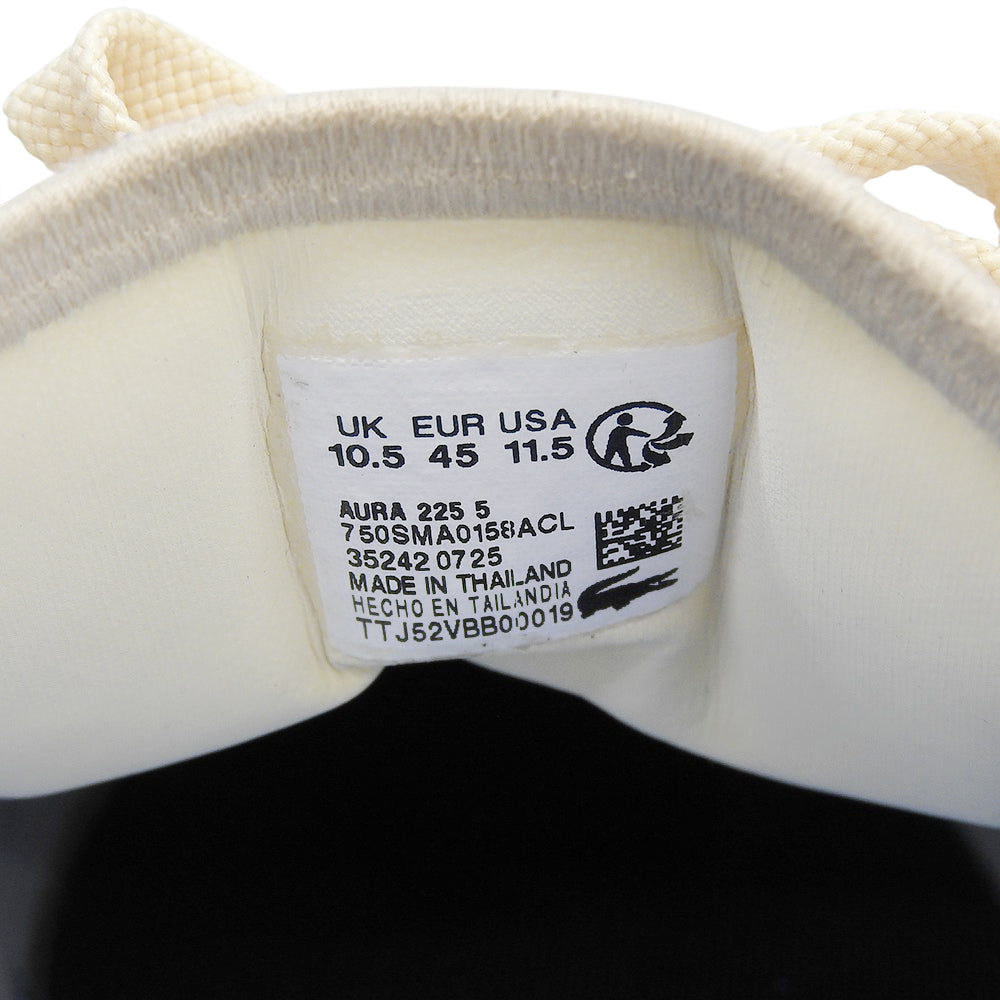 UK EUR USA
10.5 45 11.5
AURA 225 5
750SMA0158ACL
35242 0725
MADE IN THAILAND
HECHO EN TAILANDIA
TTJ52VBB00019